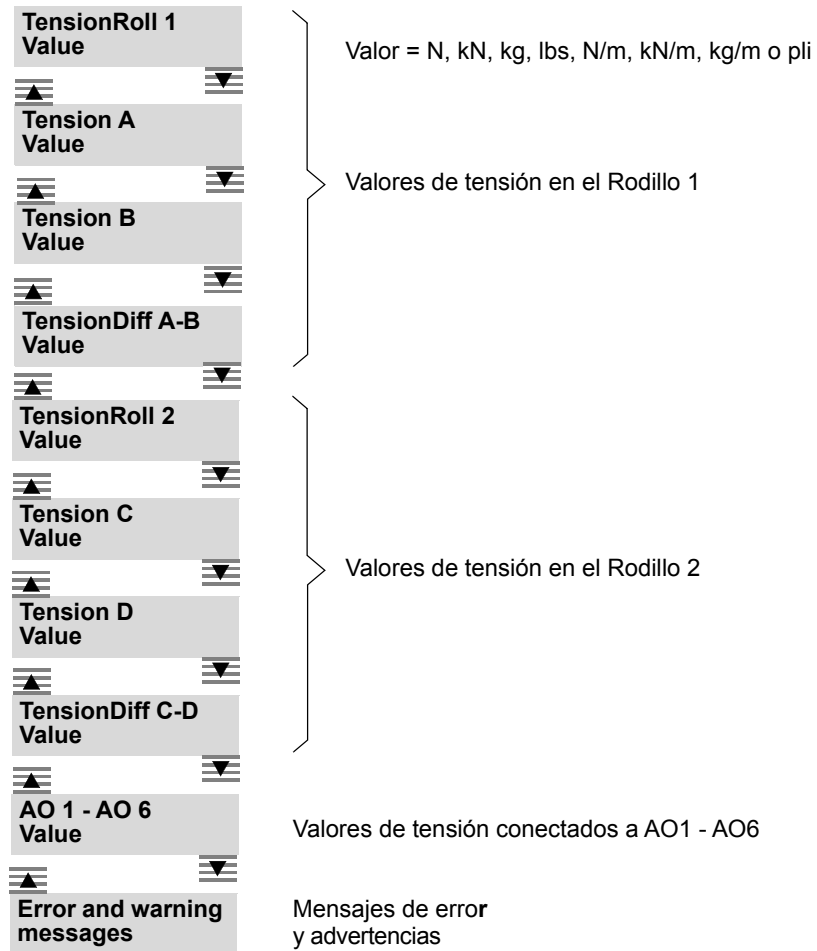 TensionRoll 1
Value
Valor = N, kN, kg, lbs, N/m, kN/m, kg/m o pli
Tension A
Value
Valores de tensión en el Rodillo 1
Tension B
Value
TensionDiff A-B
Value
TensionRoll 2
Value
Tension C
Value
Valores de tensión en el Rodillo 2
Tension D
Value
TensionDiff C-D
Value
AO 1 - AO 6
Value
Valores de tensión conectados a AO1 - AO6
Error and warning
messages
Mensajes de error
y advertencias